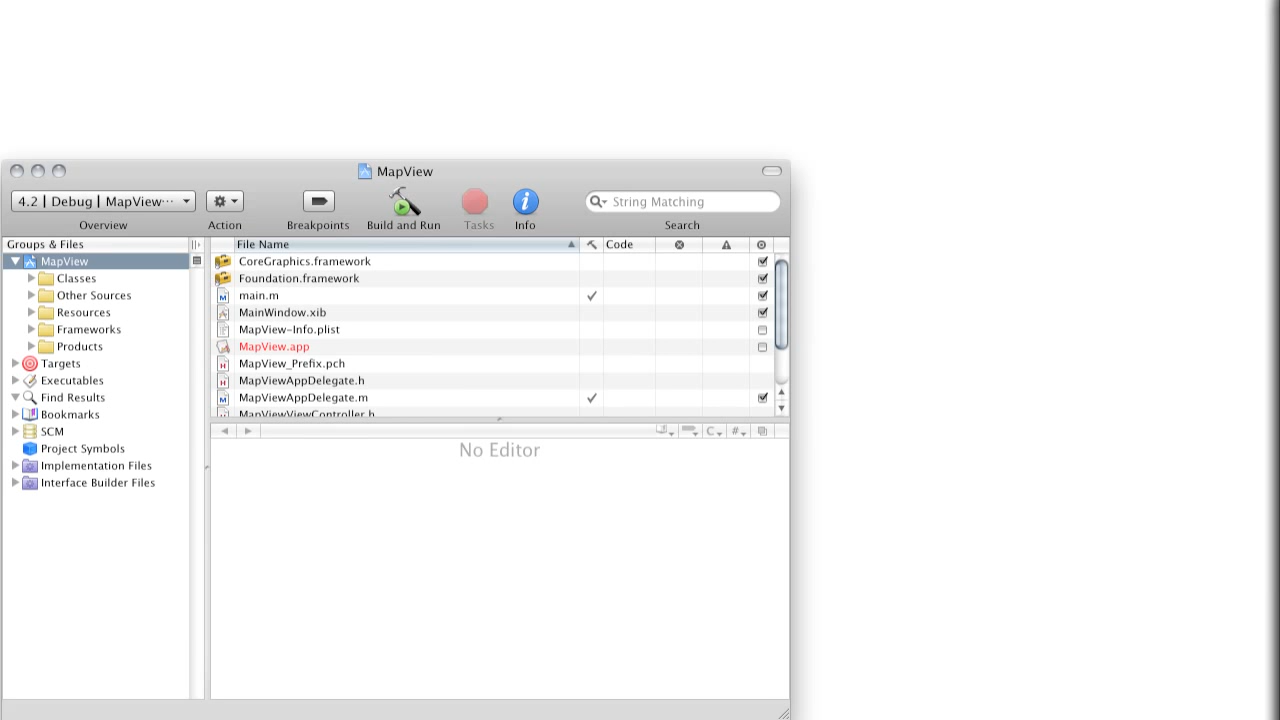 MapView
4.2 | Debug | MapView···
String Matching
Overview
Action
Breakpoints
Build and Run
Tasks
Info
Search
Groups & Files
File Name
Code
MapView
Classes
Other Sources
Resources
Frameworks
Products
Targets
Executables
Find Results
Bookmarks
SCM
Project Symbols
Implementation Files
Interface Builder Files
CoreGraphics.framework
Foundation.framework
main.m
MainWindow.xib
MapView-Info.plist
MapView.app
MapView_Prefix.pch
MapViewAppDelegate.h
MapViewAppDelegate.m
MapViewViewController.h
C
#
No Editor